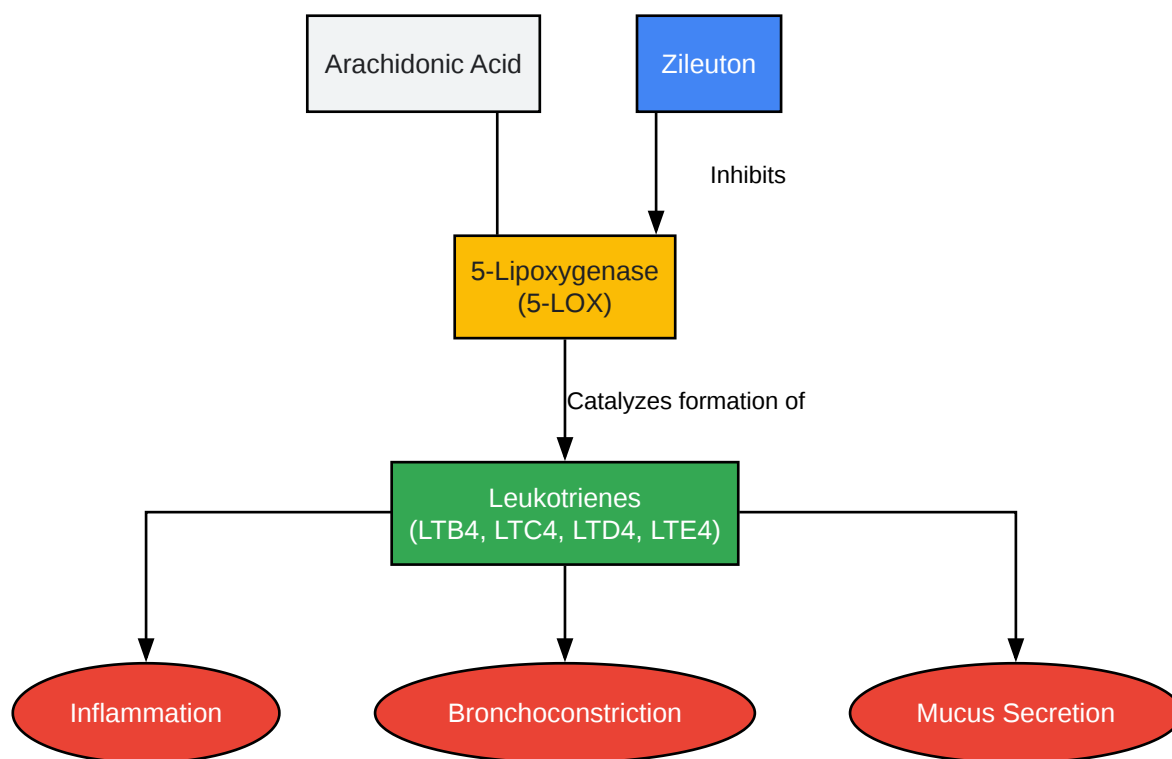 Arachidonic Acid
Zileuton
Inhibits
5-Lipoxygenase
(5-LOX)
Catalyzes formation of
Leukotrienes
(LTB4, LTC4, LTD4, LTE4)
Inflammation
Bronchoconstriction
Mucus Secretion